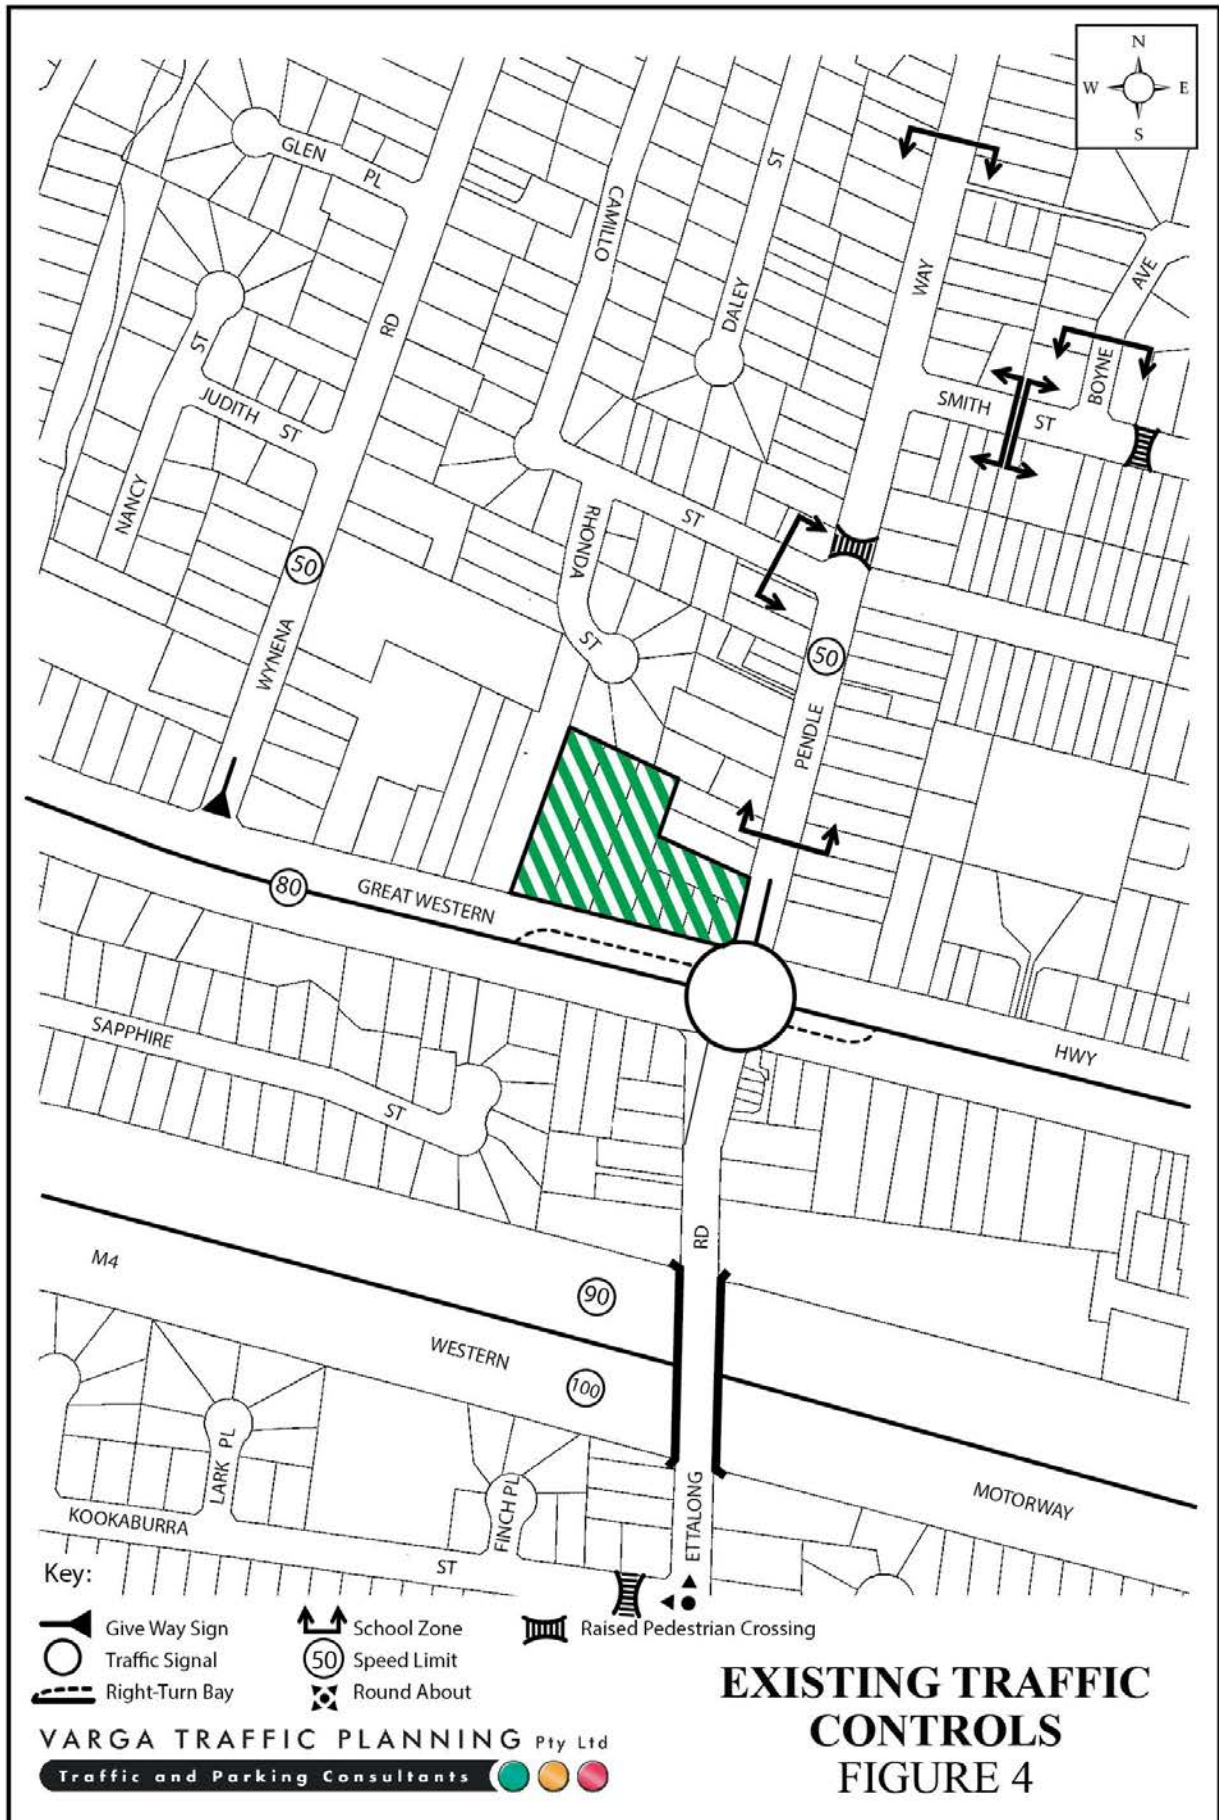 N
W E
S
GLEN
PL
CAMILLO
ST
DALEY
WAY
AVE
BOYNE
SMITH
ST
RD
ST
JUDITH
ST
NANCY
RHONDA
ST
ST
50
WYNENA
50
PENDLE
80
GREAT WESTERN
HWY
SAPPHIRE
ST
RD
M4
90
WESTERN
100
MOTORWAY
LARK PL
FINCH PL
ETTALONG
KOOKABURRA
ST
Key:
Give Way Sign
School Zone
Raised Pedestrian Crossing
Traffic Signal
50 Speed Limit
Right-Turn Bay
Round About
EXISTING TRAFFIC
CONTROLS
FIGURE 4
VARGA TRAFFIC PLANNING Pty Ltd
Traffic and Parking Consultants